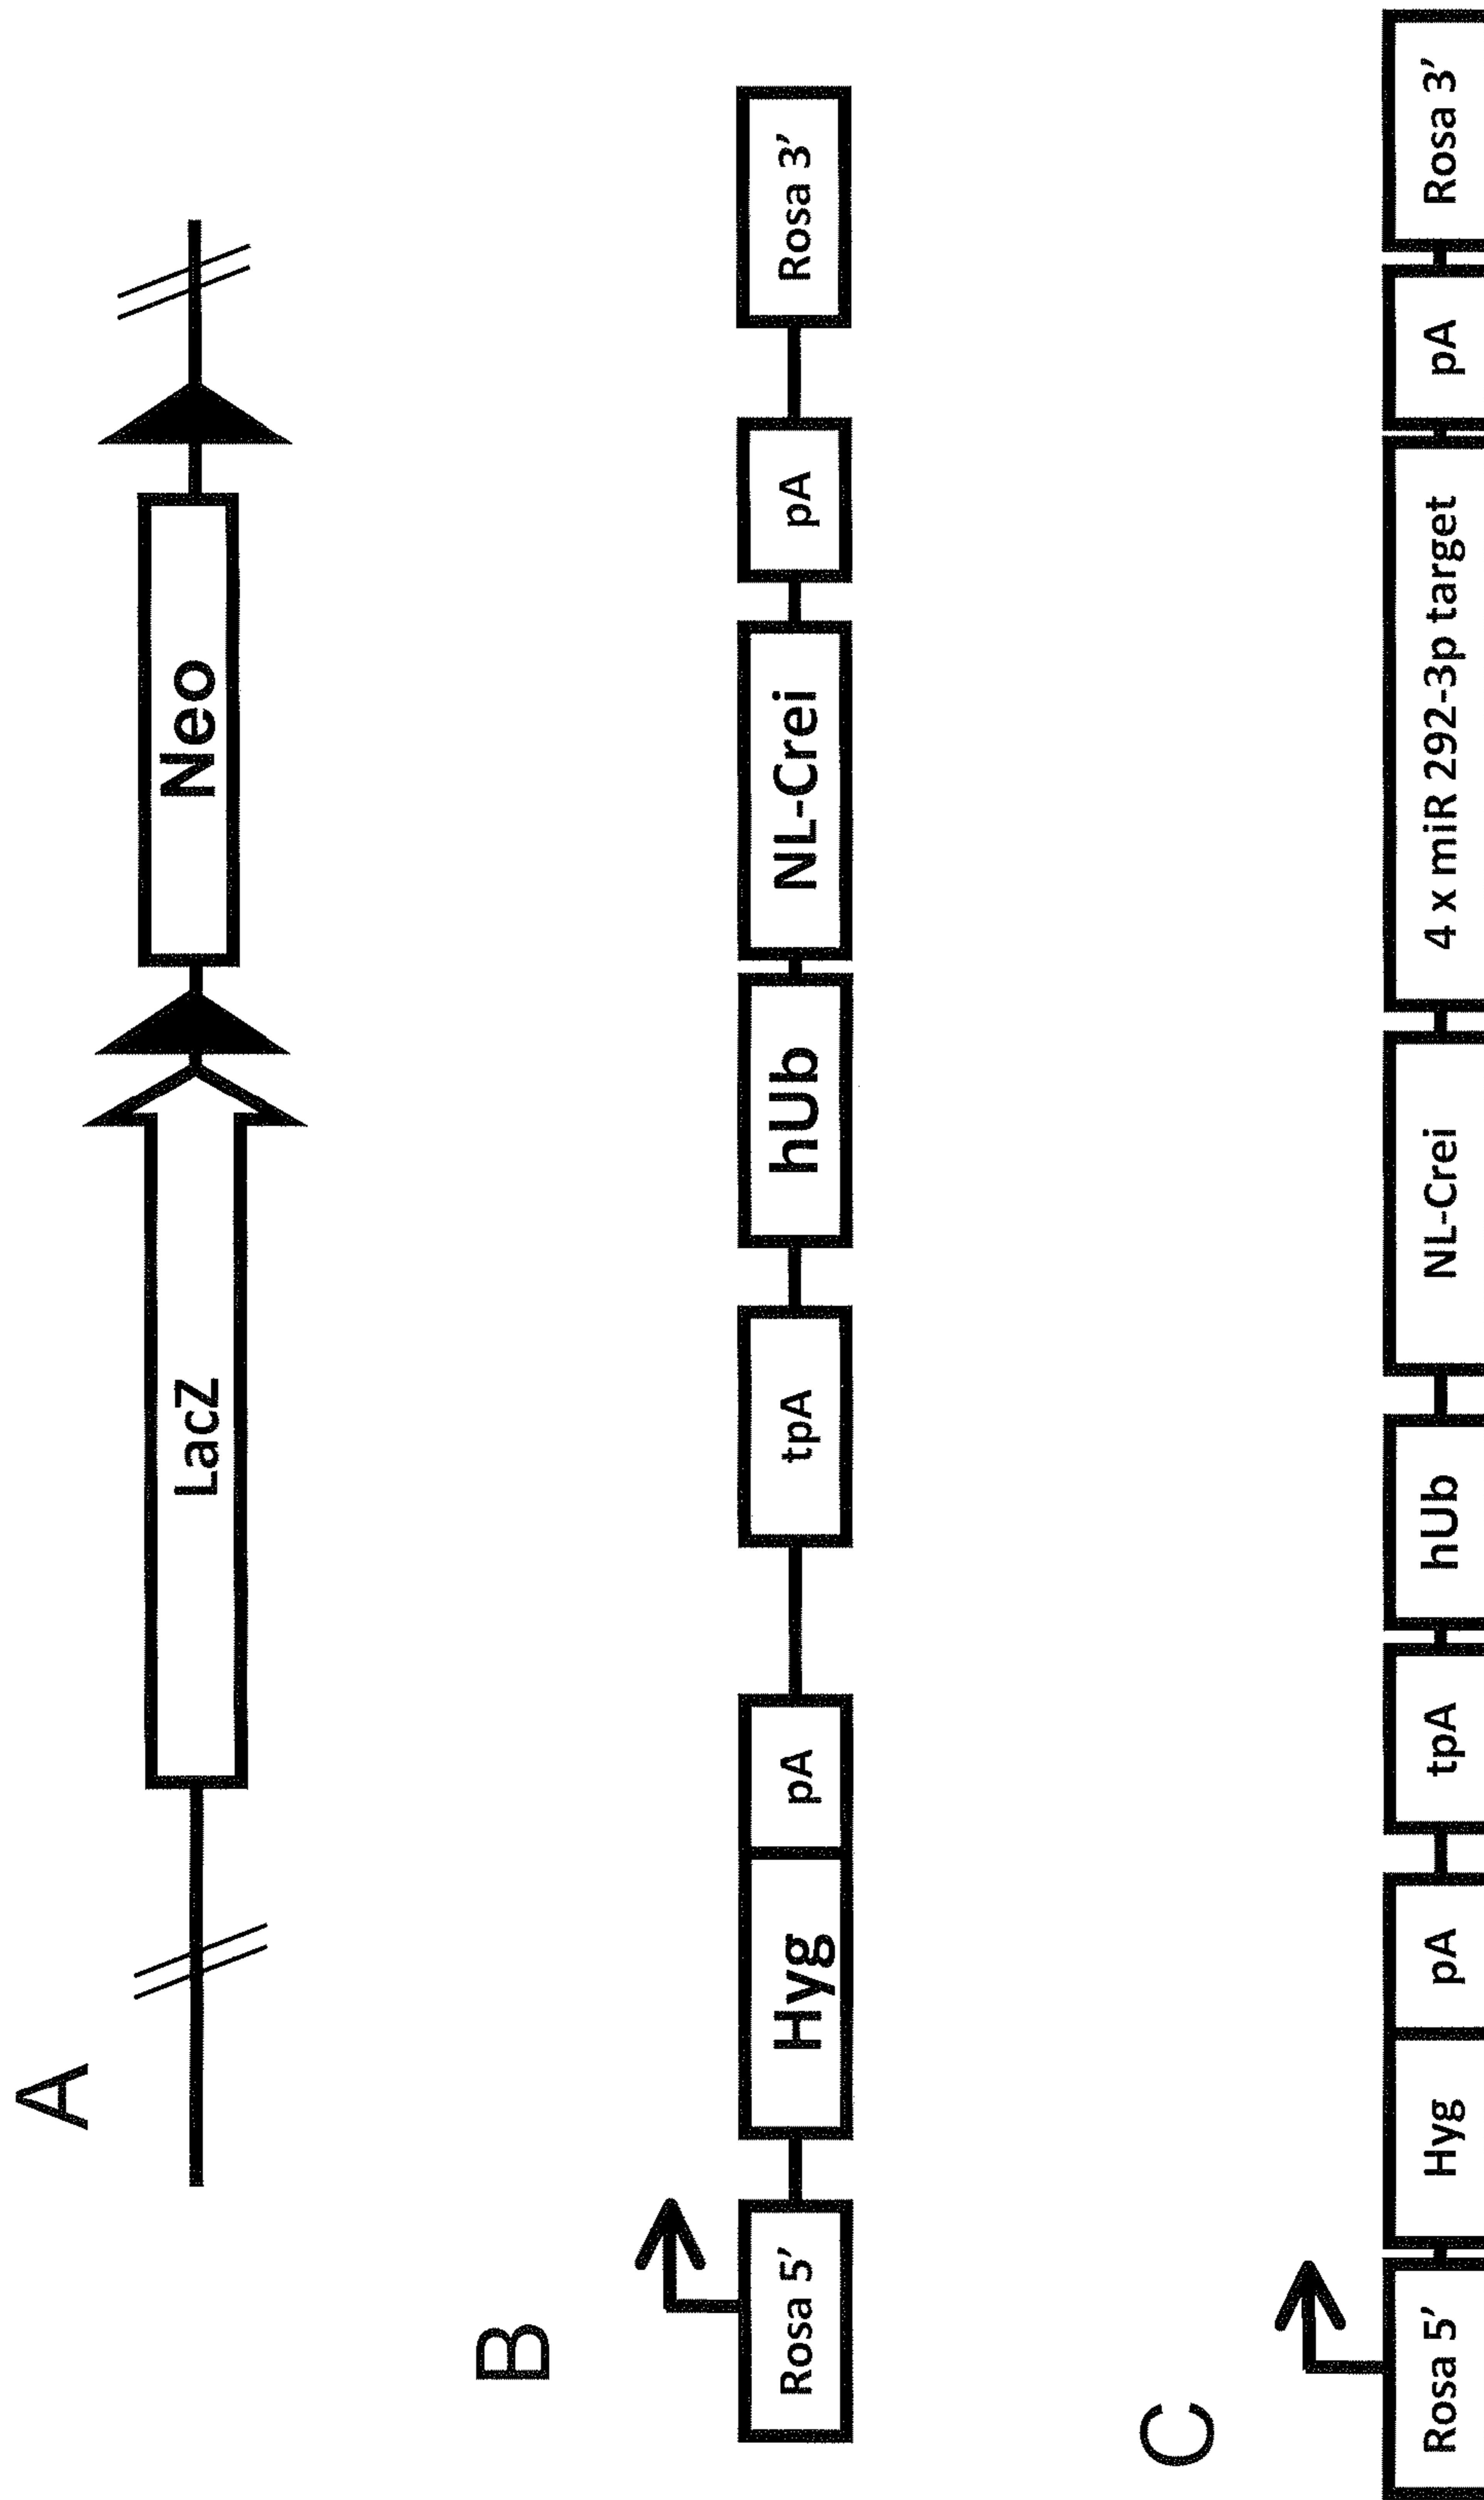 A
LacZ Neo
B
Rosa 5' Hyg pA tpA hUb NL-Crei pA Rosa 3'
C
Rosa 5' Hyg pA tpA hUb NL-Crei 4 x miR 292-3p target pA Rosa 3'